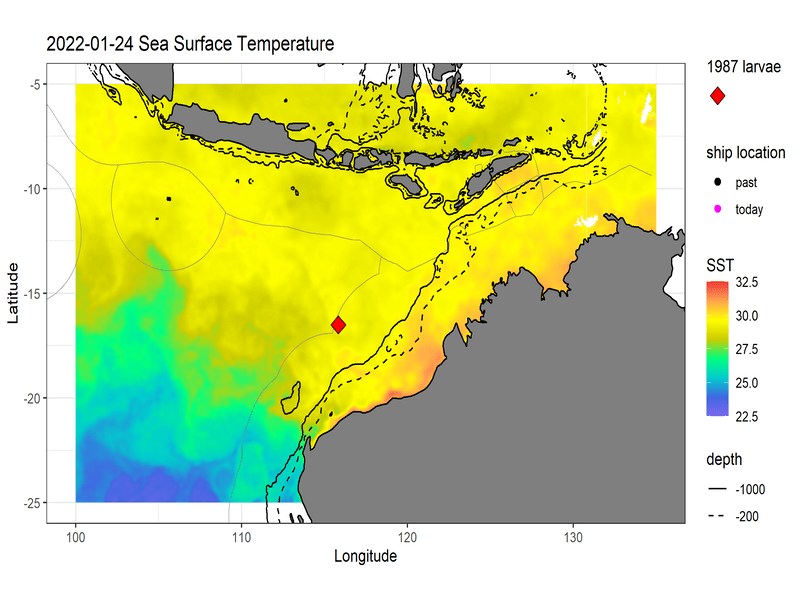 2022-01-24 Sea Surface Temperature
-5
-10
-15
-20
-25
Latitude
100
110
120
130
Longitude
1987 larvae
ship location
past
today
SST
32.5
30.0
27.5
25.0
22.5
depth
-1000
-200